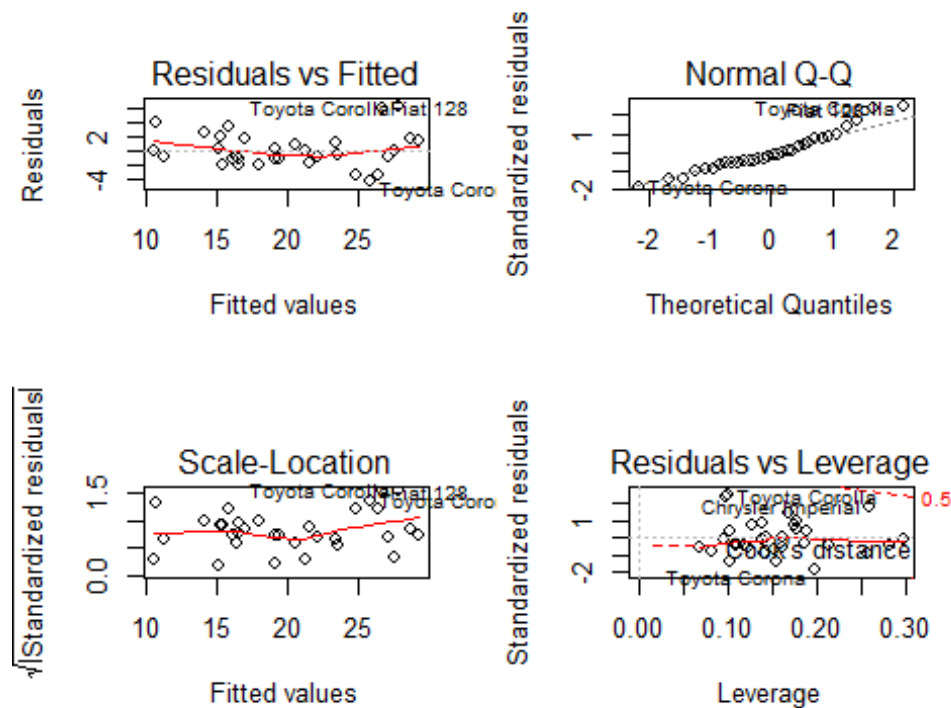 Residuals vs Fitted
Residuals
2
-4
Toyota Corolla
Fiat 128
Toyota Coro
10 15 20 25
Fitted values
Normal Q-Q
Standardized residuals
1
-2
Toyota Corolla
Fiat 128
Toyota Corona
-2 -1 0 1 2
Theoretical Quantiles
Scale-Location
√|Standardized residuals|
1.5
0.0
Toyota Corolla
Fiat 128
Toyota Coro
10 15 20 25
Fitted values
Residuals vs Leverage
Standardized residuals
1
-2
Toyota Corolla
Chrysler Imperial
Cook's distance
Toyota Corona
0.5
0.00 0.10 0.20 0.30
Leverage